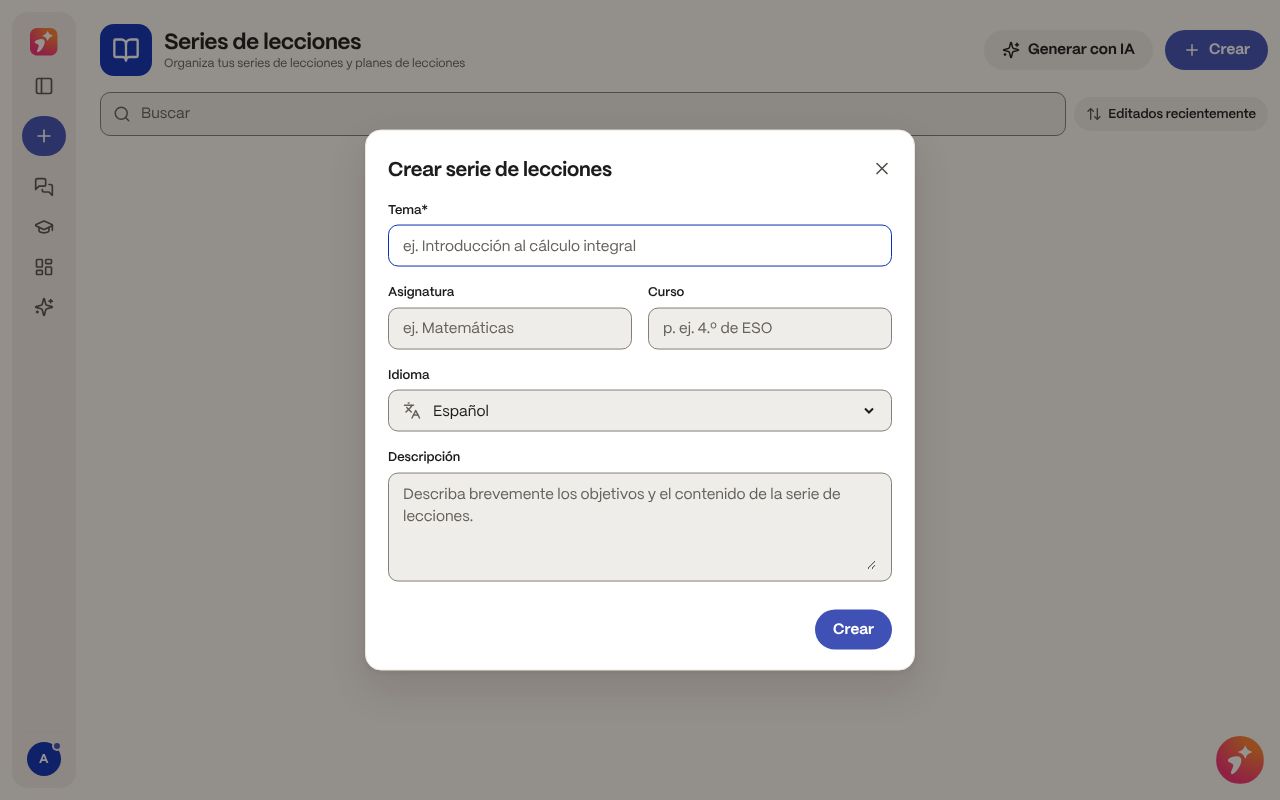 Series de lecciones
Organiza tus series de lecciones y planes de lecciones
Generar con IA
Crear
Buscar
Editados recientemente
Crear serie de lecciones
Tema*
ej. Introducción al cálculo integral
Asignatura
Curso
ej. Matemáticas
p. ej. 4.º de ESO
Idioma
Español
Descripción
Describa brevemente los objetivos y el contenido de la serie de
lecciones.
Crear
A